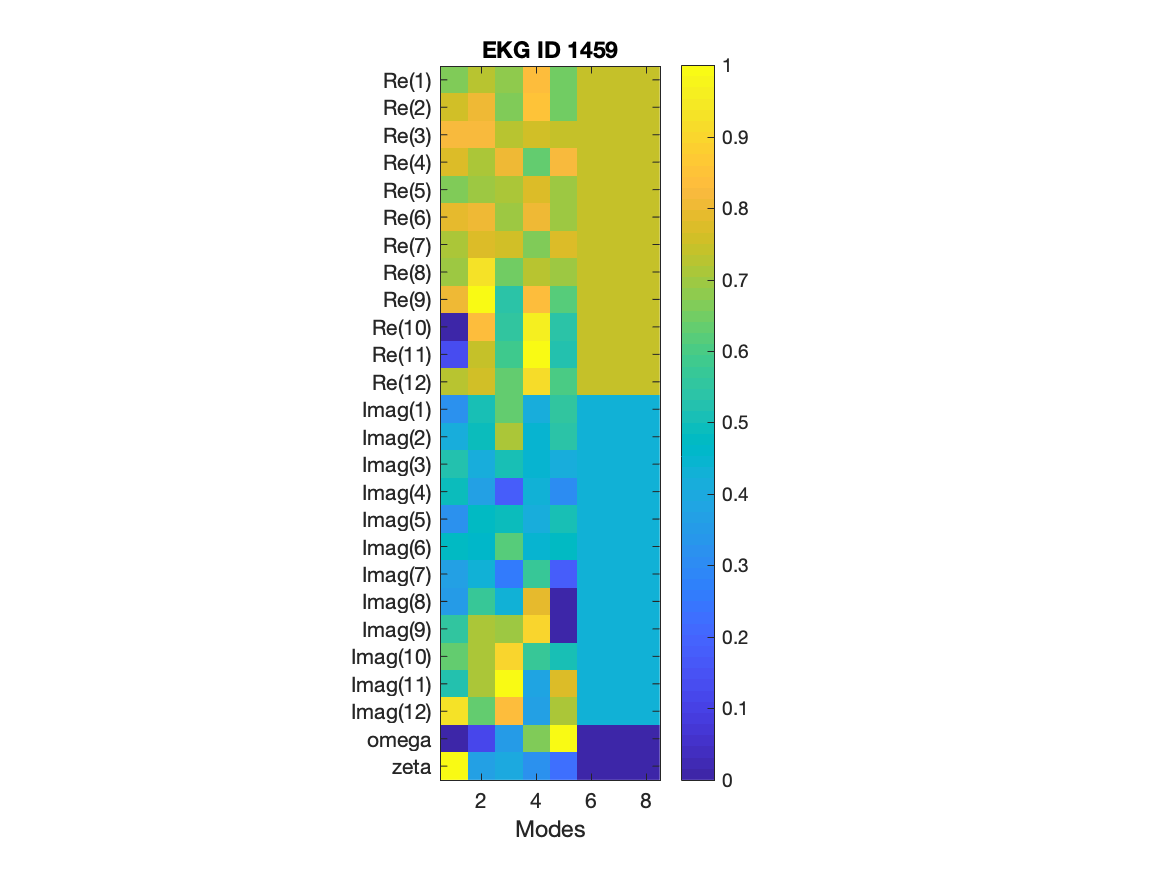 EKG ID 1459
Re(1)
Re(2)
Re(3)
Re(4)
Re(5)
Re(6)
Re(7)
Re(8)
Re(9)
Re(10)
Re(11)
Re(12)
Imag(1)
Imag(2)
Imag(3)
Imag(4)
Imag(5)
Imag(6)
Imag(7)
Imag(8)
Imag(9)
Imag(10)
Imag(11)
Imag(12)
omega
zeta
2 4 6 8
Modes
1
0.9
0.8
0.7
0.6
0.5
0.4
0.3
0.2
0.1
0